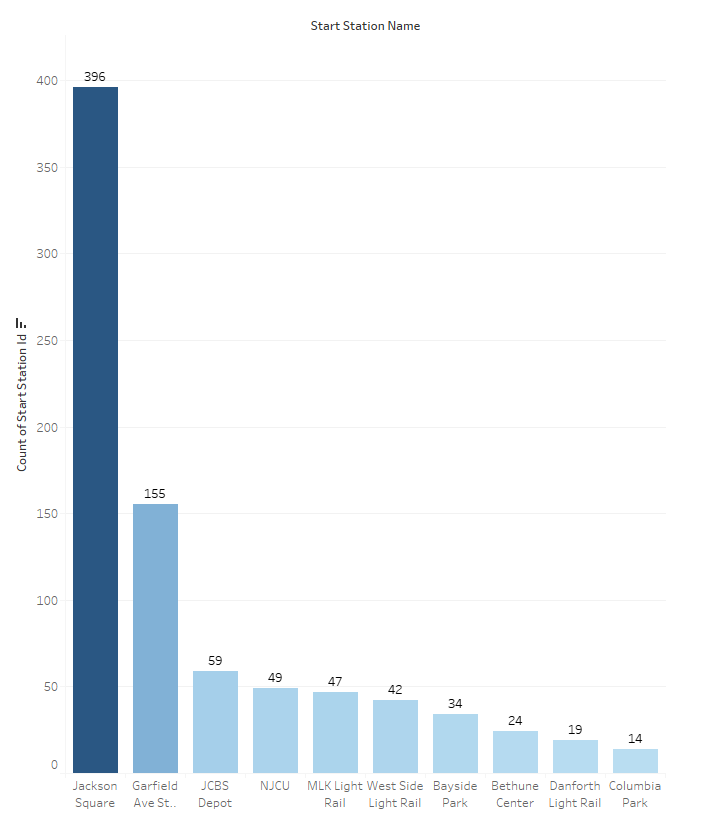 Start Station Name
Count of Start Station Id
400
350
300
250
200
150
100
50
0
396
155
59
49
47
42
34
24
19
14
Jackson
Square
Garfield
Ave St..
JCBS
Depot
NJCU
MLK Light
Rail
West Side
Light Rail
Bayside
Park
Bethune
Center
Danforth
Light Rail
Columbia
Park